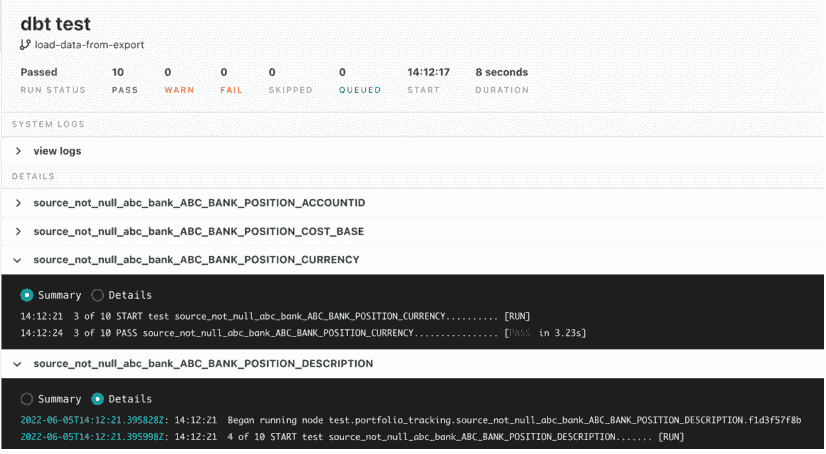 dbt test
load-data-from-export
Passed 10 0 0 0 0 14:12:17 8 seconds
RUN STATUS PASS WARN FAIL SKIPPED QUEUED START DURATION
SYSTEM LOGS
view logs
DETAILS
source_not_null_abc_bank_ABC_BANK_POSITION_ACCOUNTID
source_not_null_abc_bank_ABC_BANK_POSITION_COST_BASE
source_not_null_abc_bank_ABC_BANK_POSITION_CURRENCY
Summary Details
14:12:21 3 of 10 START test source_not_null_abc_bank_ABC_BANK_POSITION_CURRENCY.......... [RUN]
14:12:24 3 of 10 PASS source_not_null_abc_bank_ABC_BANK_POSITION_CURRENCY................ [PASS in 3.23s]
source_not_null_abc_bank_ABC_BANK_POSITION_DESCRIPTION
Summary Details
2022-06-05T14:12:21.395828Z: 14:12:21 Began running node test.portfolio_tracking.source_not_null_abc_bank_ABC_BANK_POSITION_DESCRIPTION.f1d3f57f8b
2022-06-05T14:12:21.395998Z: 14:12:21 4 of 10 START test source_not_null_abc_bank_ABC_BANK_POSITION_DESCRIPTION....... [RUN]